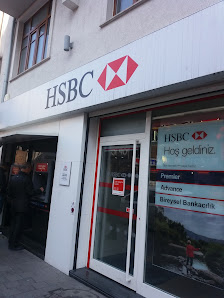 HSBC
HSBC
Hoş geldiniz.
Premier
Advance
Bireysel Bankacılık